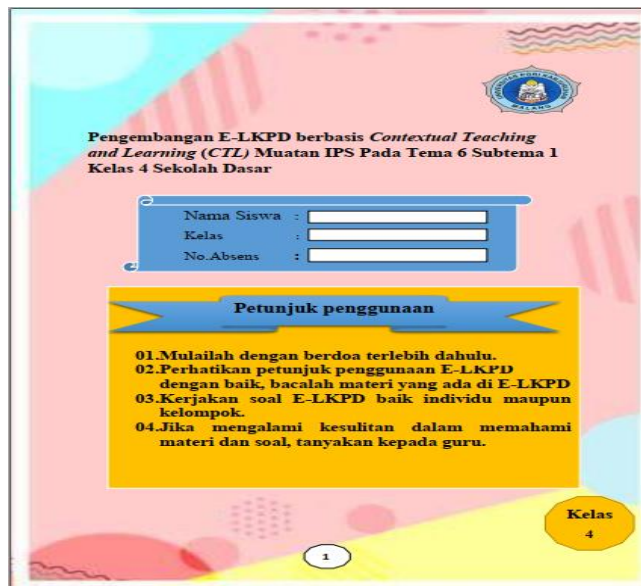 Pengembangan E-LKPD berbasis Contextual Teaching
and Learning (CTL) Muatan IPS Pada Tema 6 Subtema 1
Kelas 4 Sekolah Dasar
Nama Siswa :
Kelas :
No.Absens :
Petunjuk penggunaan
01.Mulailah dengan berdoa terlebih dahulu.
02.Perhatikan petunjuk penggunaan E-LKPD
dengan baik, bacalah materi yang ada di E-LKPD
03.Kerjakan soal E-LKPD baik individu maupun
kelompok.
04.Jika mengalami kesulitan dalam memahami
materi dan soal, tanyakan kepada guru.
Kelas
4
1